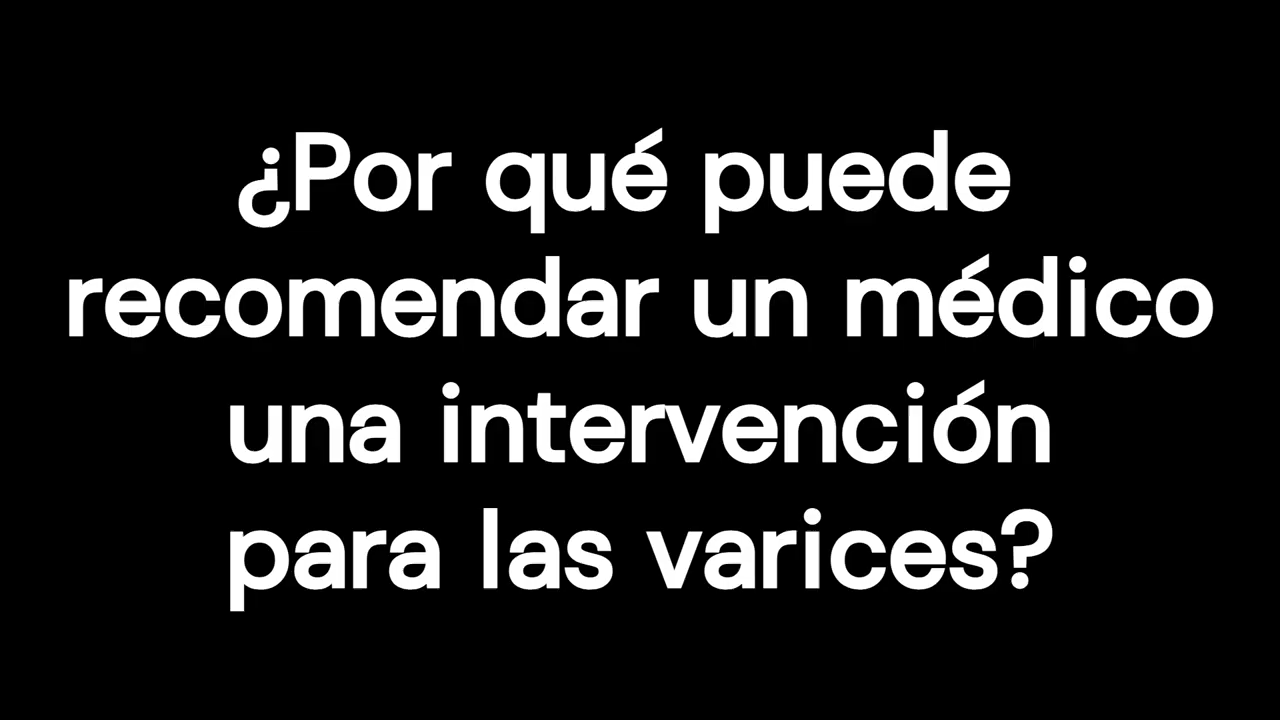 ¿Por qué puede
recomendar un médico
una intervención
para las varices?